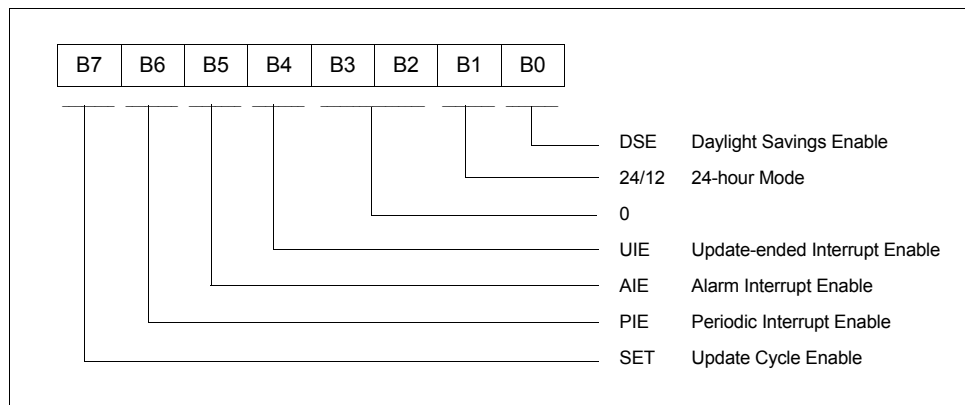 B7 B6 B5 B4 B3 B2 B1 B0
DSE Daylight Savings Enable
24/12 24-hour Mode
0
UIE Update-ended Interrupt Enable
AIE Alarm Interrupt Enable
PIE Periodic Interrupt Enable
SET Update Cycle Enable